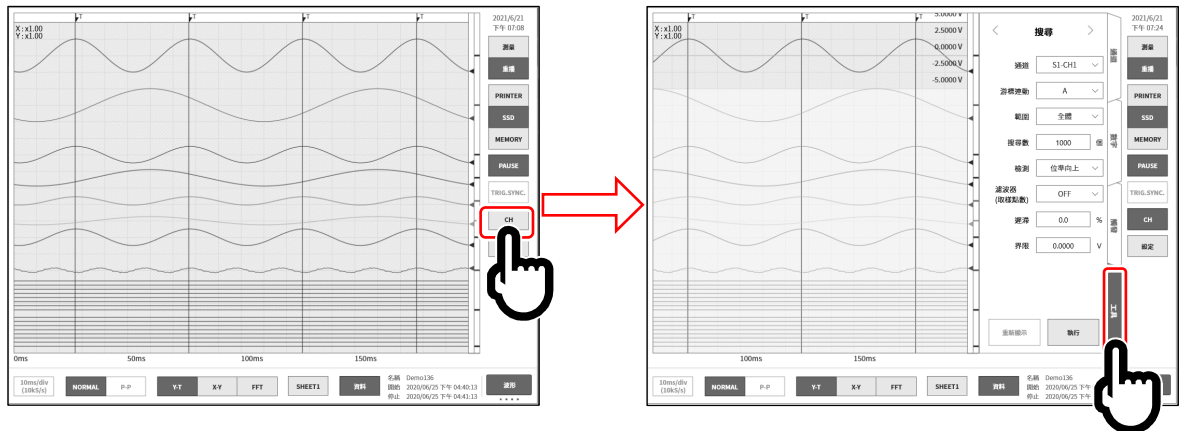 T
T
T
X: x1.00
Y: x1.00
2021/6/21
下午 07:08
測量
重播
PRINTER
SSD
MEMORY
PAUSE
TRIG.SYNC.
CH
0ms
50ms
100ms
150ms
10ms/div
(10kS/s)
NORMAL
P-P
Y-T
X-Y
FFT
SHEET1
資料
名稱 Demo136
開始 2020/06/25 下午 04:40:13
停止 2020/06/25 下午 04:41:13
波形
T
T
T
X: x1.00
Y: x1.00
5.0000 V
2.5000 V
0.0000 V
-2.5000 V
-5.0000 V
搜尋
通道 S1-CH1
游標連動 A
範圍 全體
搜尋數 1000 個
檢測 位準向上
濾波器
(取樣點數) OFF
遲滯 0.0 %
界限 0.0000 V
重新顯示
執行
通道
數字
觸發
工具
2021/6/21
下午 07:24
測量
重播
PRINTER
SSD
MEMORY
PAUSE
TRIG.SYNC.
CH
設定
100ms
150ms
10ms/div
(10kS/s)
NORMAL
P-P
Y-T
X-Y
FFT
SHEET1
資料
名稱 Demo136
開始 2020/06/25 下午
停止 2020/06/25 下午